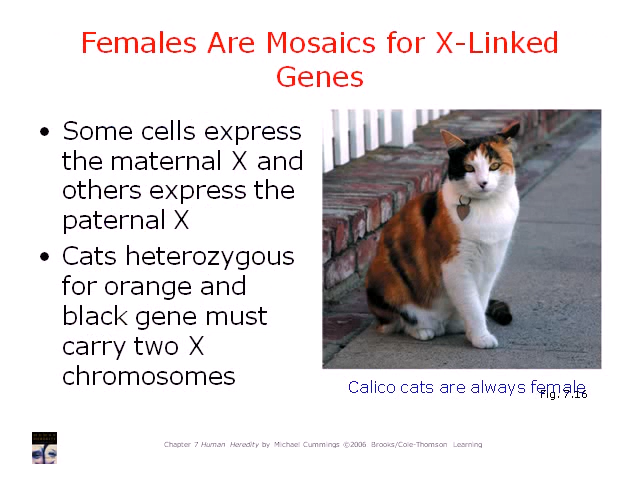 Females Are Mosaics for X-Linked
Genes
• Some cells express
the maternal X and
others express the
paternal X
• Cats heterozygous
for orange and
black gene must
carry two X
chromosomes
Calico cats are always female
Fig. 7.16
Chapter 7 Human Heredity by Michael Cummings ©2006 Brooks/Cole-Thomson Learning